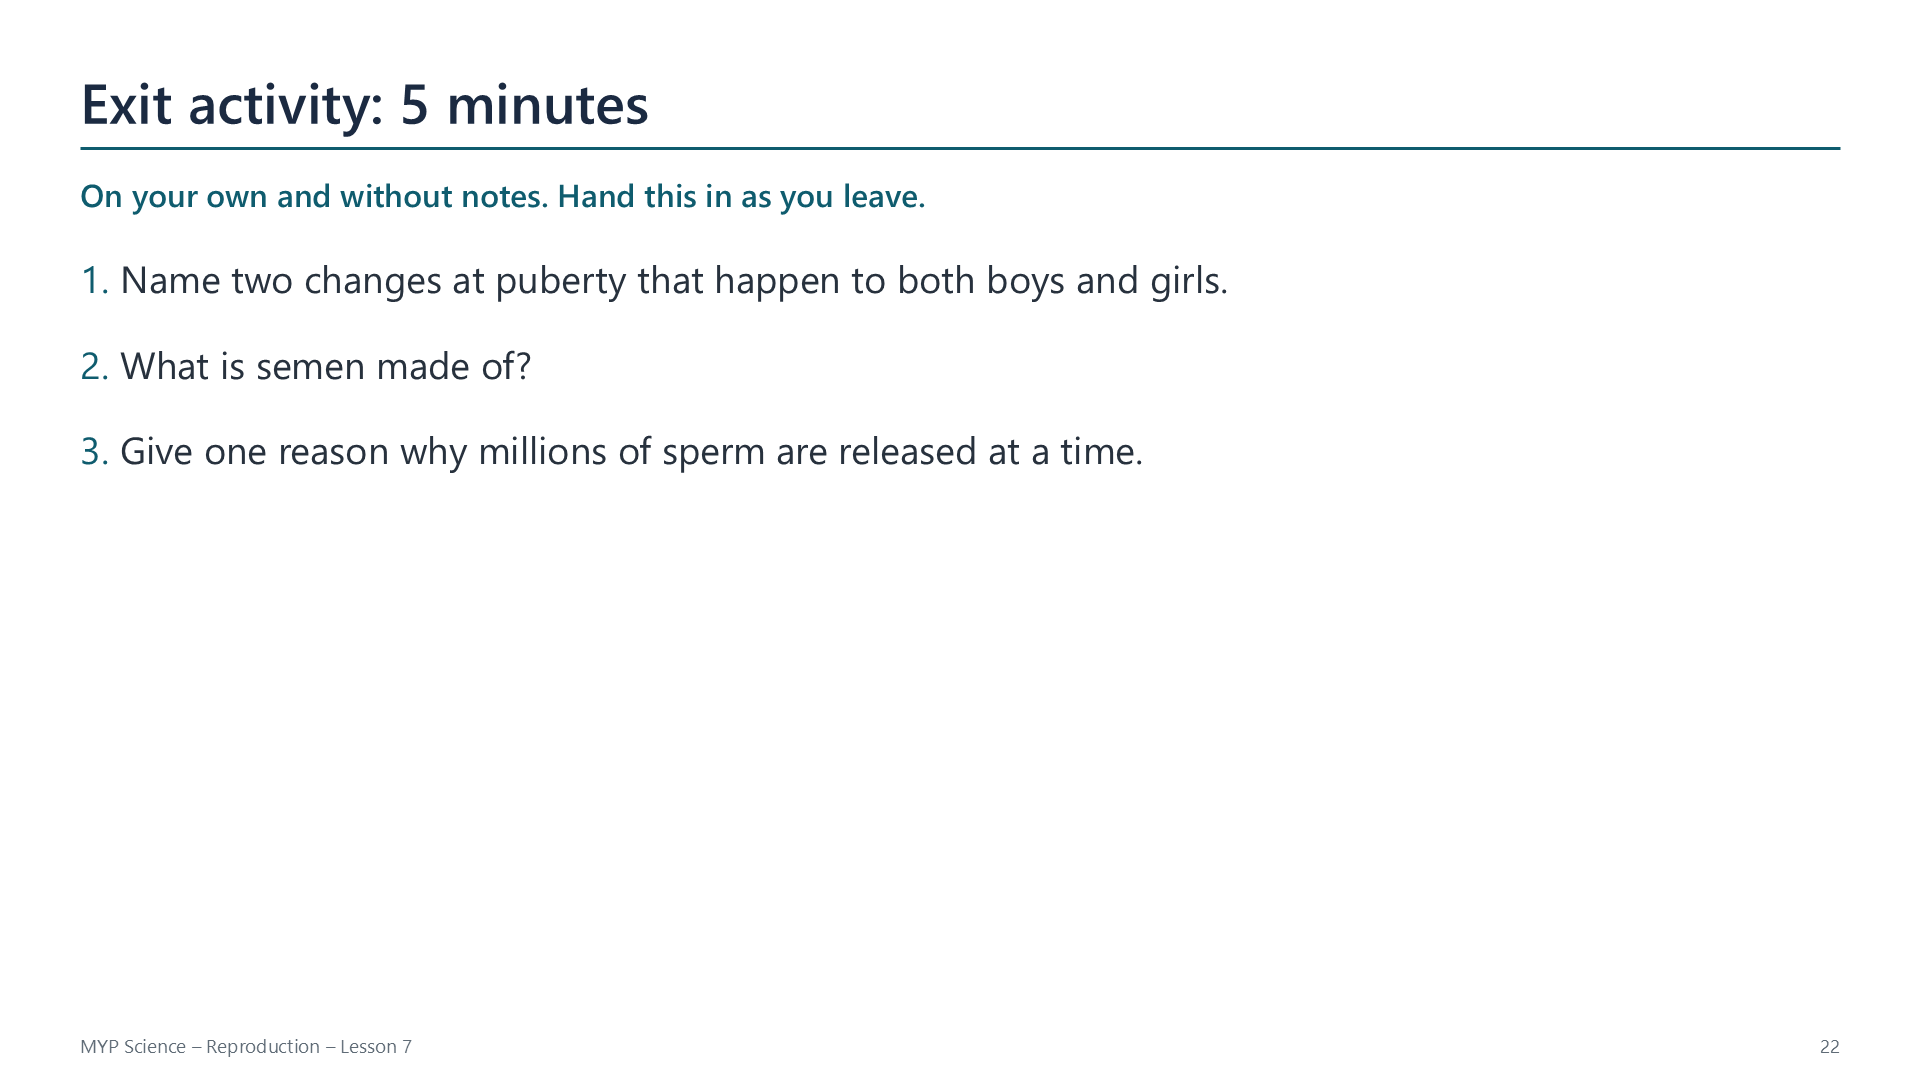 Exit activity: 5 minutes
On your own and without notes. Hand this in as you leave.
1. Name two changes at puberty that happen to both boys and girls.
2. What is semen made of?
3. Give one reason why millions of sperm are released at a time.
MYP Science – Reproduction – Lesson 7
22